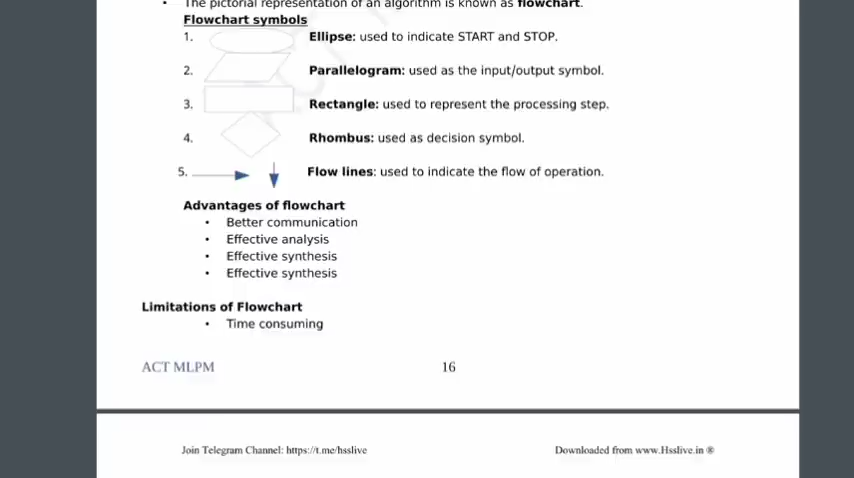 • The pictorial representation of an algorithm is known as flowchart.
Flowchart symbols
1. Ellipse: used to indicate START and STOP.
2. Parallelogram: used as the input/output symbol.
3. Rectangle: used to represent the processing step.
4. Rhombus: used as decision symbol.
5. Flow lines: used to indicate the flow of operation.
Advantages of flowchart
• Better communication
• Effective analysis
• Effective synthesis
• Effective synthesis
Limitations of Flowchart
• Time consuming
ACT MLPM 16
Join Telegram Channel: https://t.me/hsslive Downloaded from www.Hsslive.in ®